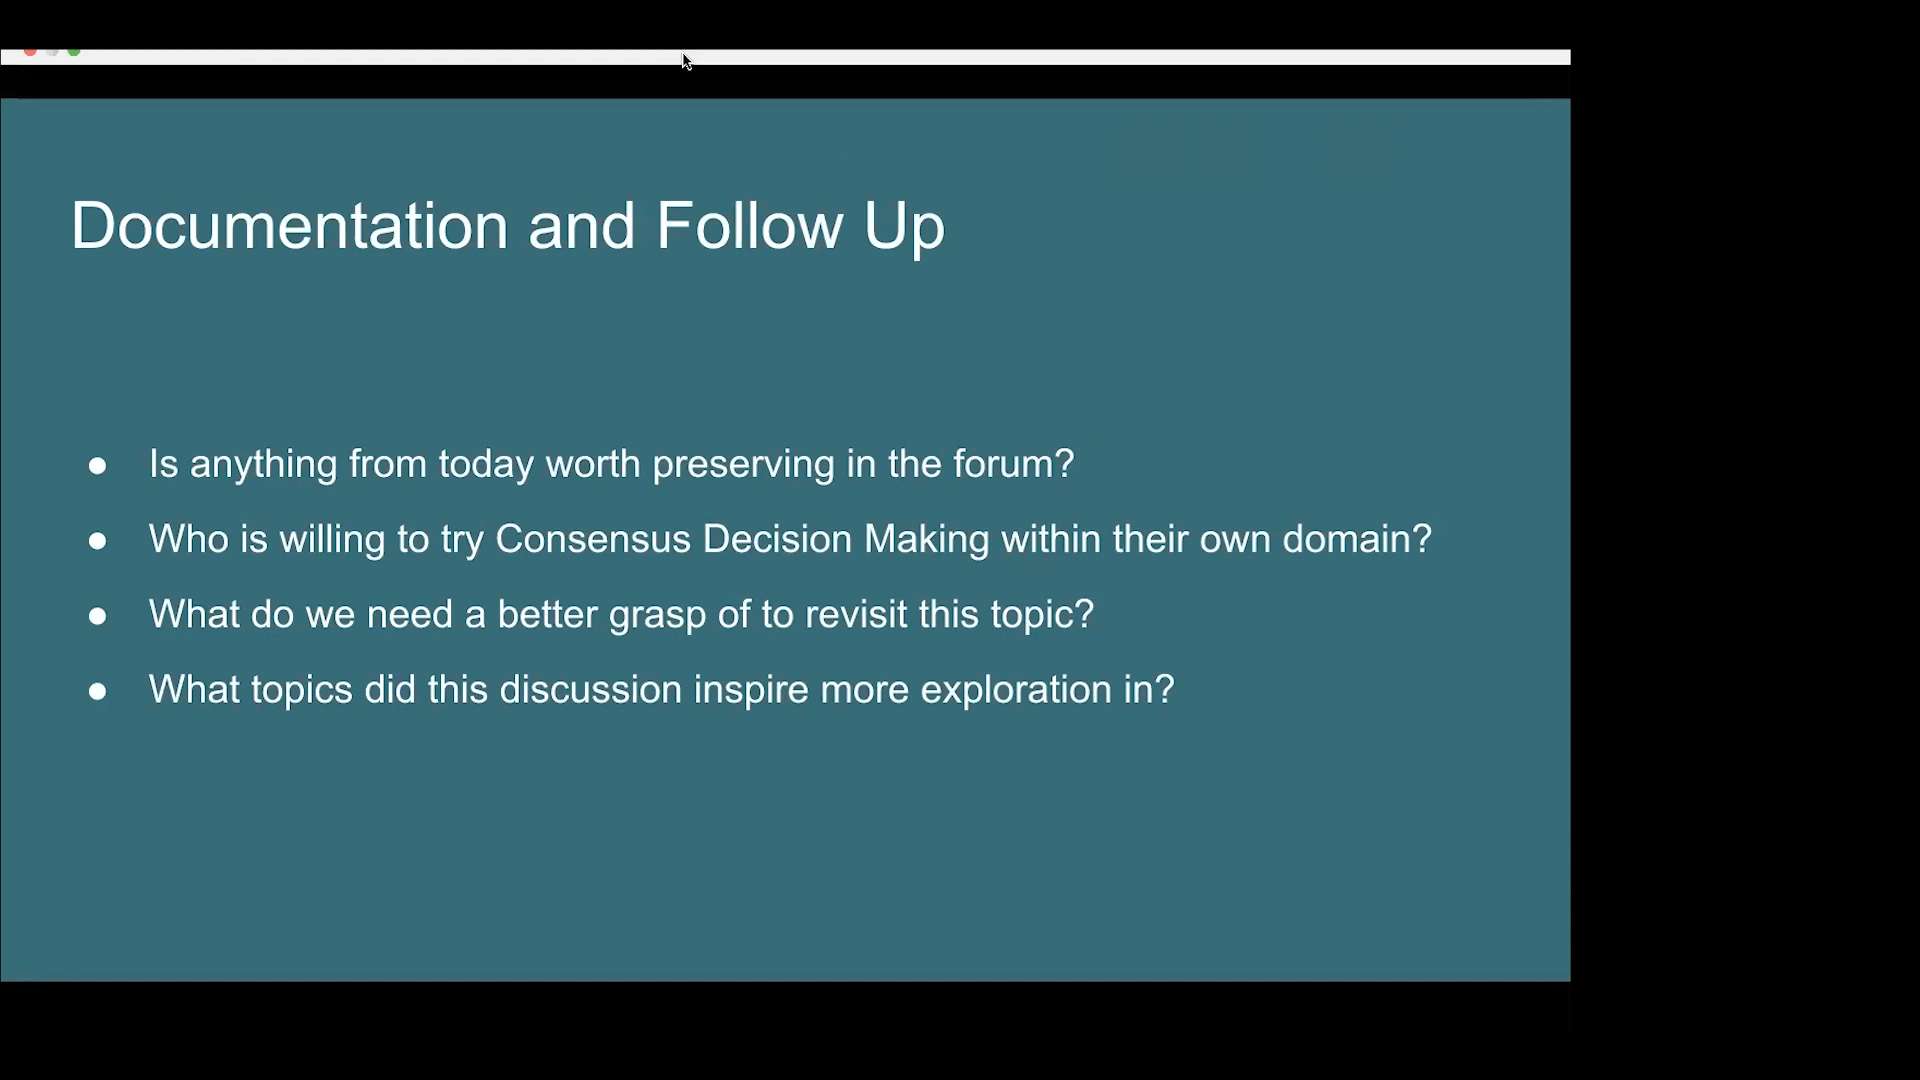 Documentation and Follow Up
● Is anything from today worth preserving in the forum?
● Who is willing to try Consensus Decision Making within their own domain?
● What do we need a better grasp of to revisit this topic?
● What topics did this discussion inspire more exploration in?